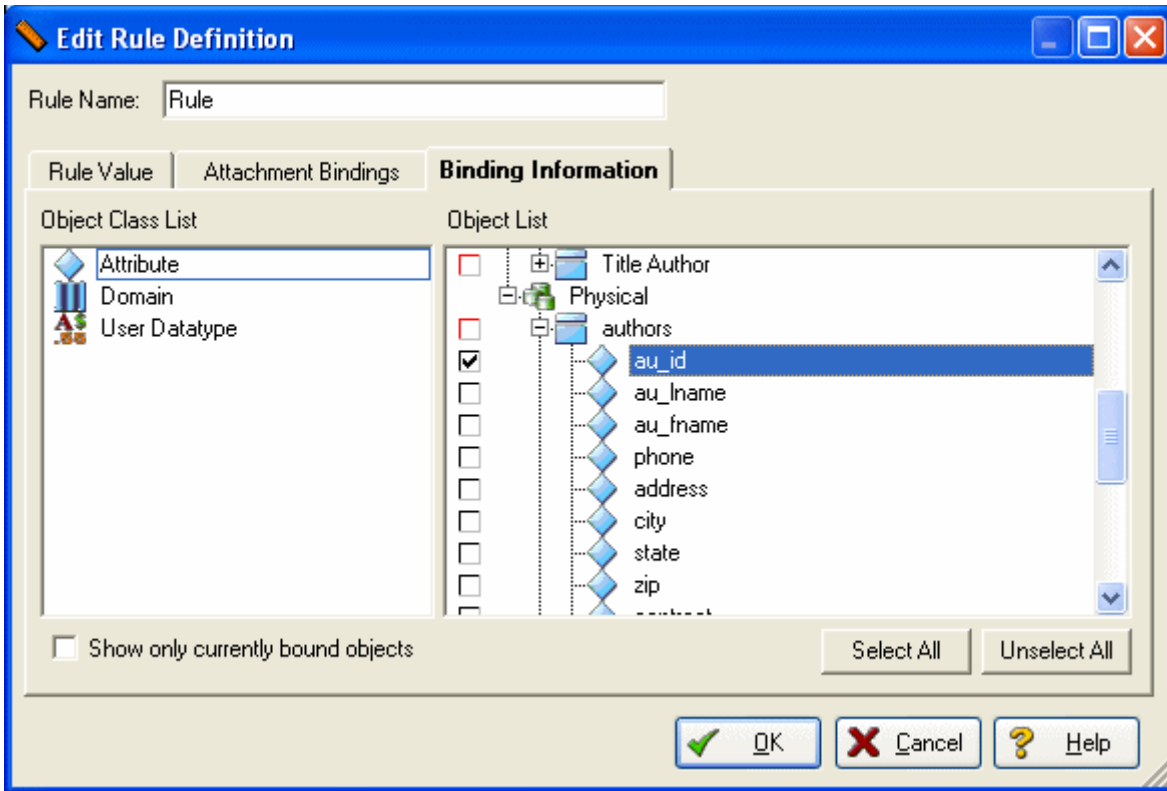 Edit Rule Definition
Rule Name: Rule
Rule Value Attachment Bindings Binding Information
Object Class List Object List
Attribute
Domain
User Datatype
Title Author
Physical
authors
au_id
au_lname
au_fname
phone
address
city
state
zip
contract
Show only currently bound objects
Select All Unselect All
OK Cancel Help